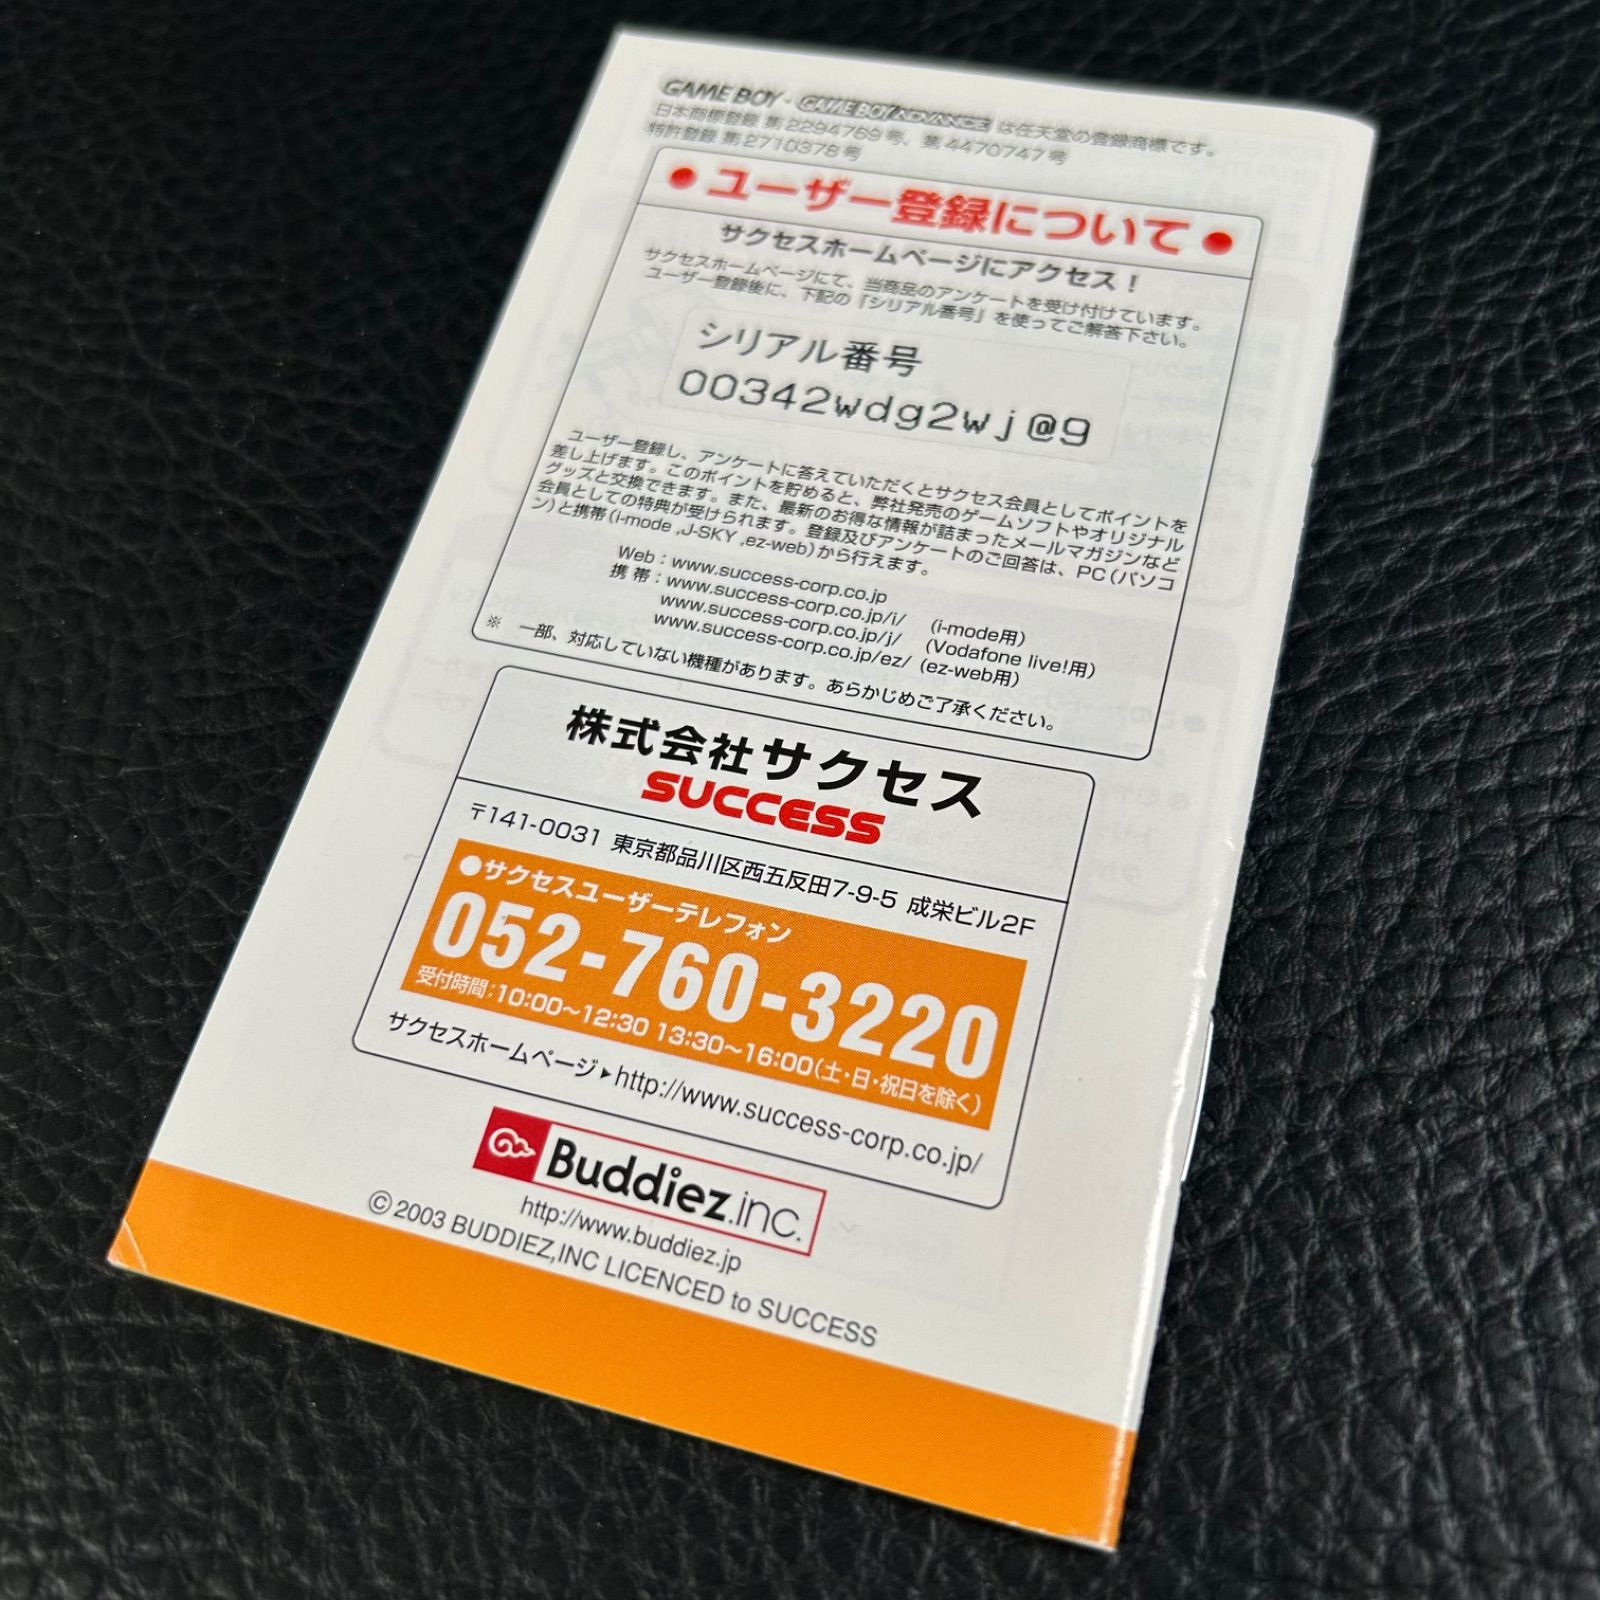 GAME BOY・GAME BOY ADVANCE は任天堂の登録商標です。
日本商標登録 第2294769号、第4470747号
特許登録 第2710378号
●ユーザー登録について●
サクセスホームページにアクセス！
サクセスホームページにて、当商品のアンケートを受け付けています。
ユーザー登録後に、下記の「シリアル番号」を使ってご解答下さい。
シリアル番号
00342wdg2wj@9
ユーザー登録し、アンケートに答えていただくとサクセス会員としてポイントを
差し上げます。このポイントを貯めると、弊社発売のゲームソフトやオリジナル
グッズと交換できます。また、最新のお得な情報が詰まったメールマガジンなど
会員としての特典が受けられます。登録及びアンケートのご回答は、PC（パソコ
ン）と携帯（i-mode ,J-SKY ,ez-web）から行えます。
Web：www.success-corp.co.jp
携帯：www.success-corp.co.jp/i/ （i-mode用）
www.success-corp.co.jp/j/ （Vodafone live!用）
www.success-corp.co.jp/ez/ （ez-web用）
※ 一部、対応していない機種があります。あらかじめご了承ください。
株式会社サクセス
SUCCESS
〒141-0031 東京都品川区西五反田7-9-5 成栄ビル2F
●サクセスユーザーテレフォン
052-760-3220
受付時間：10:00〜12:30 13:30〜16:00（土・日・祝日を除く）
サクセスホームページ▶http://www.success-corp.co.jp/
Buddiez.inc.
http://www.buddiez.jp
© 2003 BUDDIEZ,INC LICENCED to SUCCESS